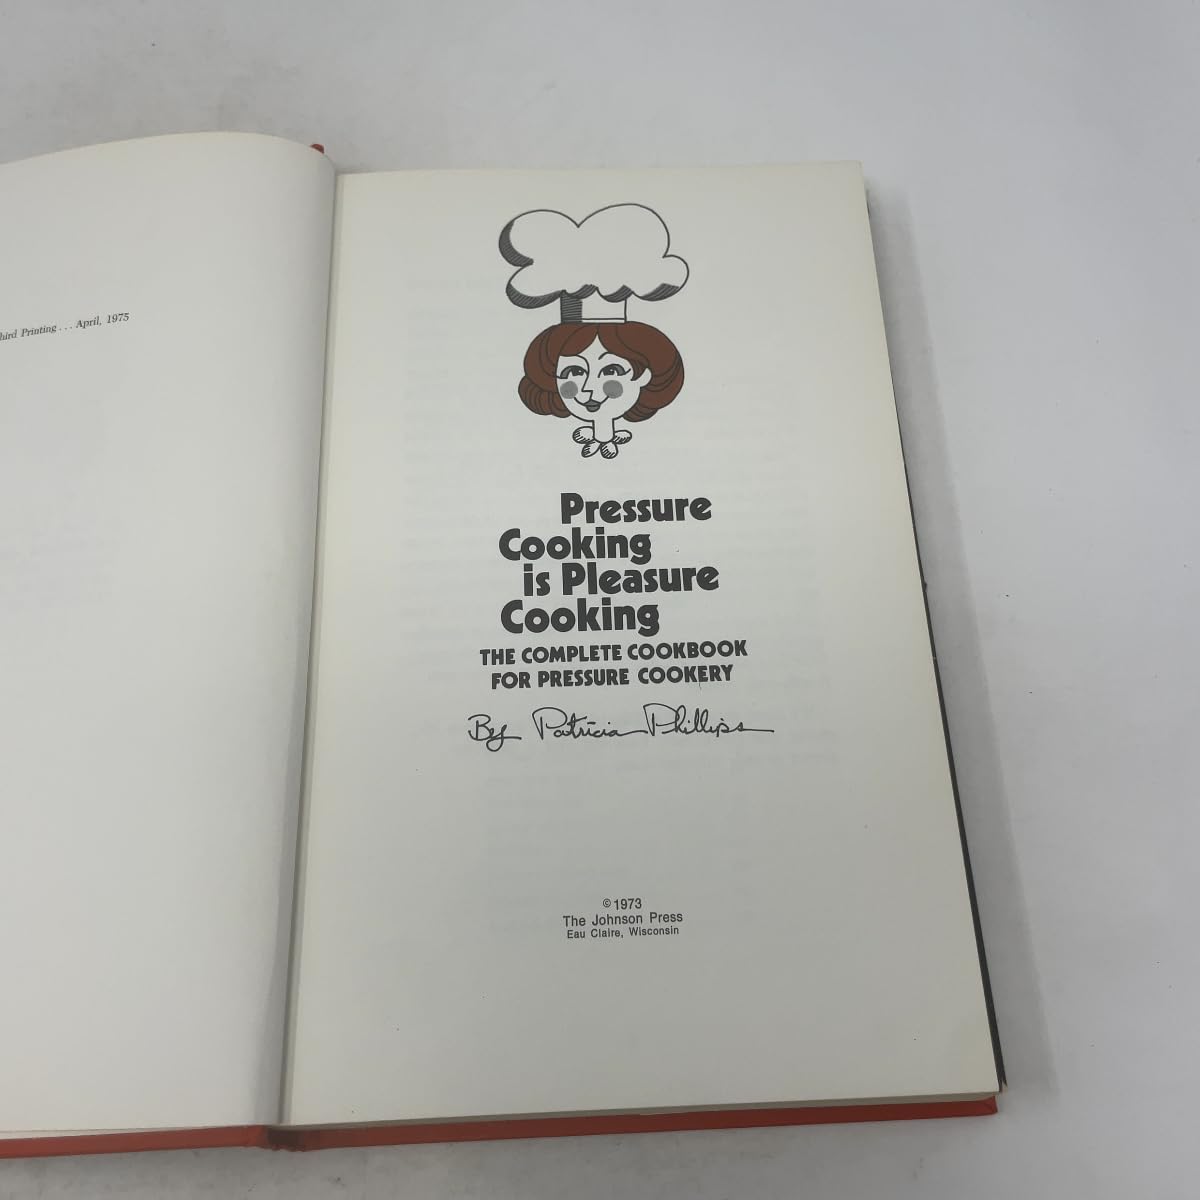 Printing . . . April, 1975
Pressure
Cooking
is Pleasure
Cooking
THE COMPLETE COOKBOOK
FOR PRESSURE COOKERY
By Patricia Phillips
© 1973
The Johnson Press
Eau Claire, Wisconsin